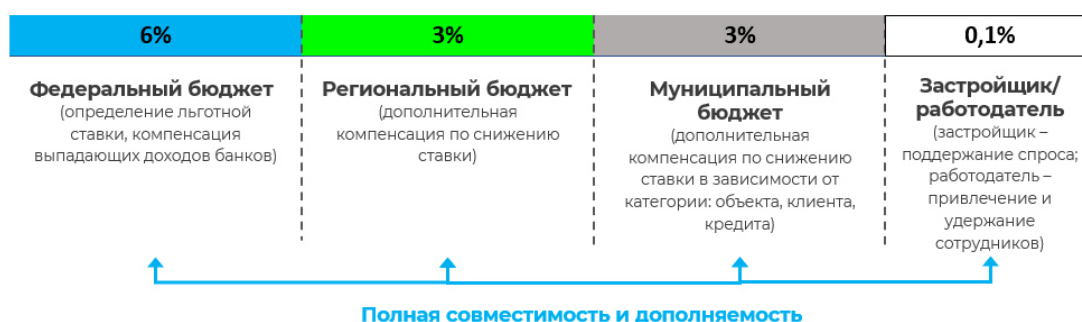 6%
3%
3%
0,1%
Федеральный бюджет
(определение льготной
ставки, компенсация
выпадающих доходов банков)
Региональный бюджет
(дополнительная
компенсация по снижению
ставки)
Муниципальный
бюджет
(дополнительная
компенсация по снижению
ставки в зависимости от
категории: объекта, клиента,
кредита)
Застройщик/
работодатель
(застройщик –
поддержание спроса;
работодатель –
привлечение и
удержание
сотрудников)
Полная совместимость и дополняемость